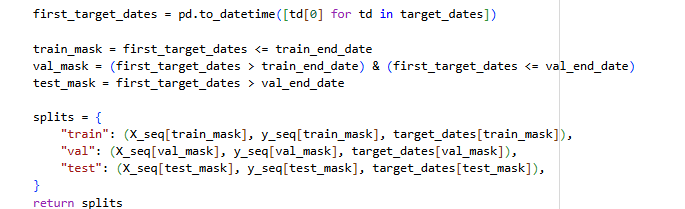 first_target_dates = pd.to_datetime([td[0] for td in target_dates])
train_mask = first_target_dates <= train_end_date
val_mask = (first_target_dates > train_end_date) & (first_target_dates <= val_end_date)
test_mask = first_target_dates > val_end_date
splits = {
    "train": (X_seq[train_mask], y_seq[train_mask], target_dates[train_mask]),
    "val": (X_seq[val_mask], y_seq[val_mask], target_dates[val_mask]),
    "test": (X_seq[test_mask], y_seq[test_mask], target_dates[test_mask]),
}
return splits